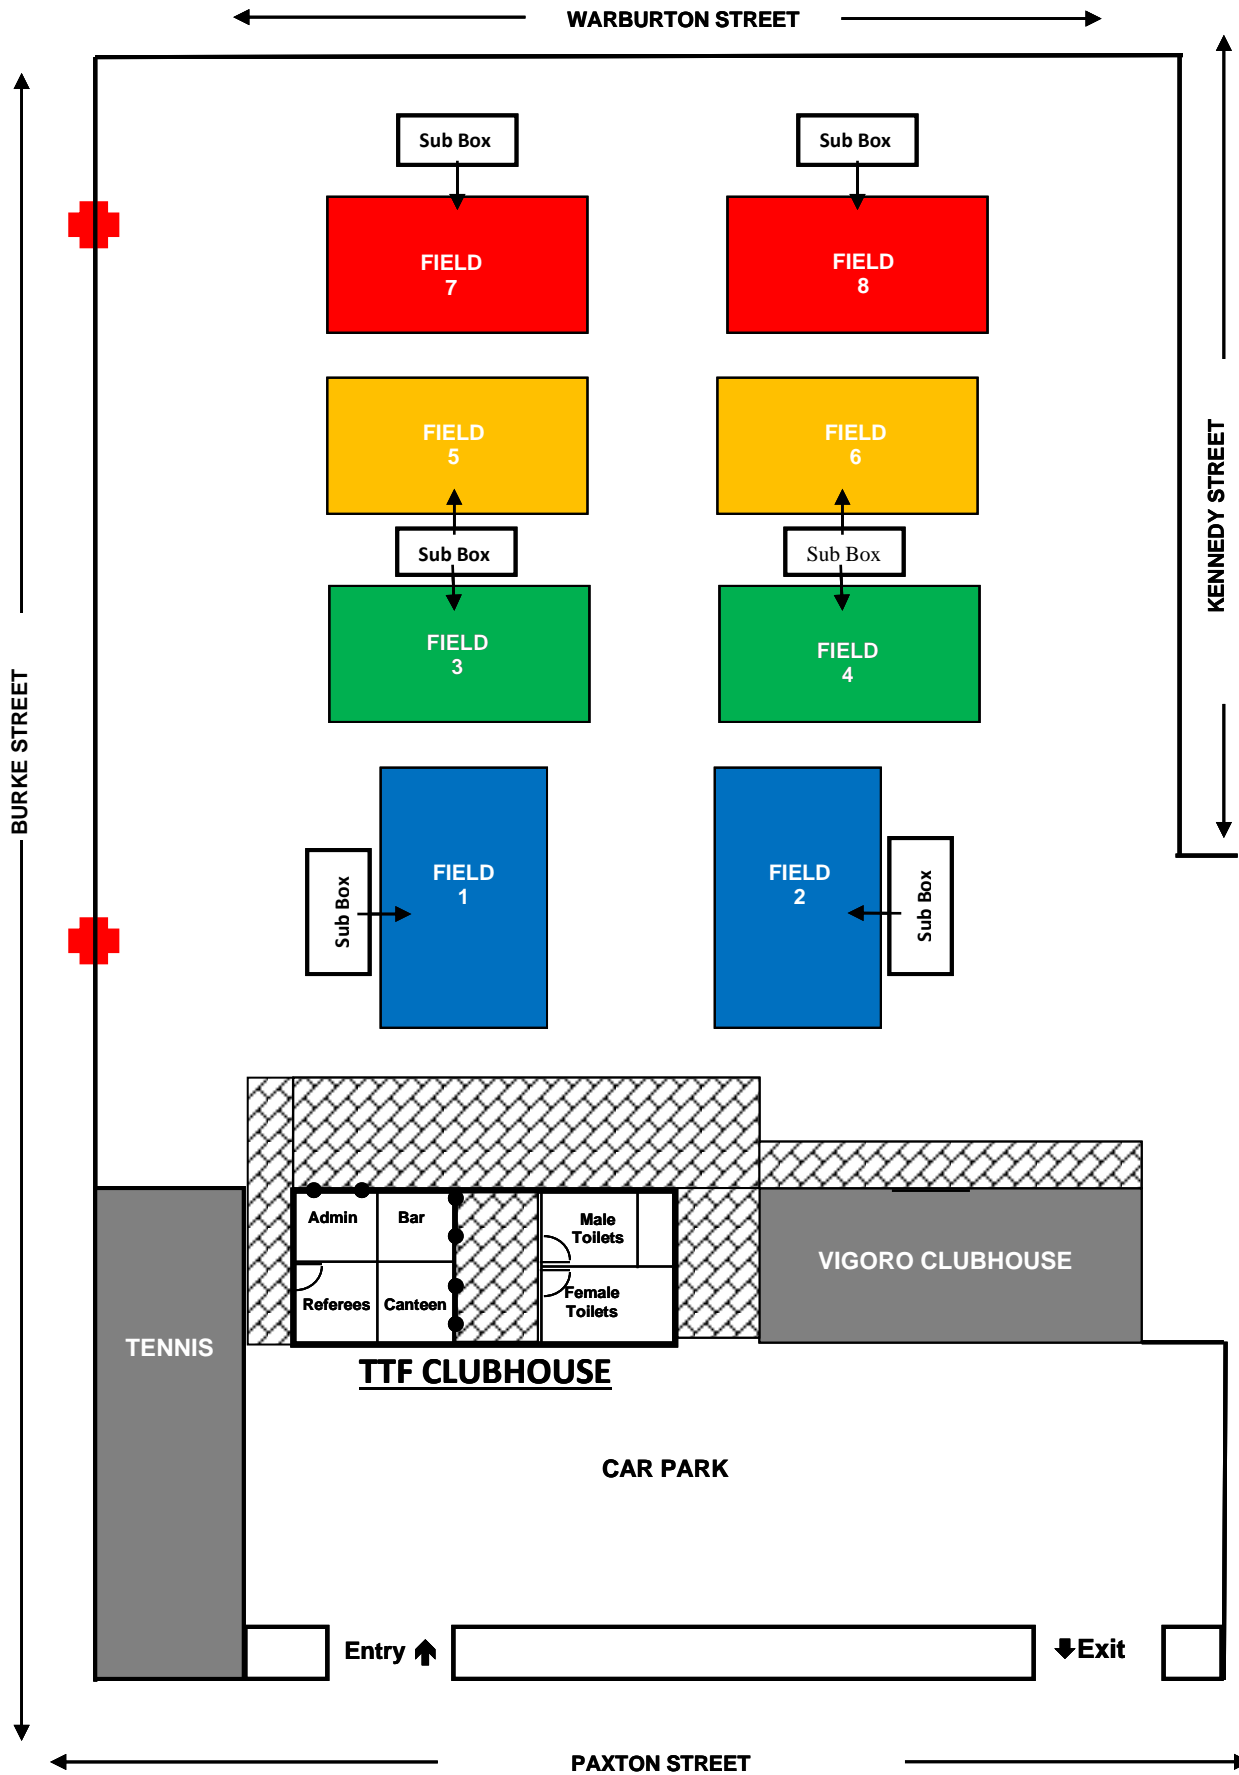 WARBURTON STREET
Sub Box
Sub Box
FIELD
7
FIELD
8
FIELD
5
FIELD
6
KENNEDY STREET
Sub Box
Sub Box
FIELD
3
FIELD
4
BURKE STREET
Sub Box
FIELD
1
FIELD
2
Sub Box
Admin
Bar
Male
Toilets
VIGORO CLUBHOUSE
Referees
Canteen
Female
Toilets
TENNIS
TTF CLUBHOUSE
CAR PARK
Entry
Exit
PAXTON STREET